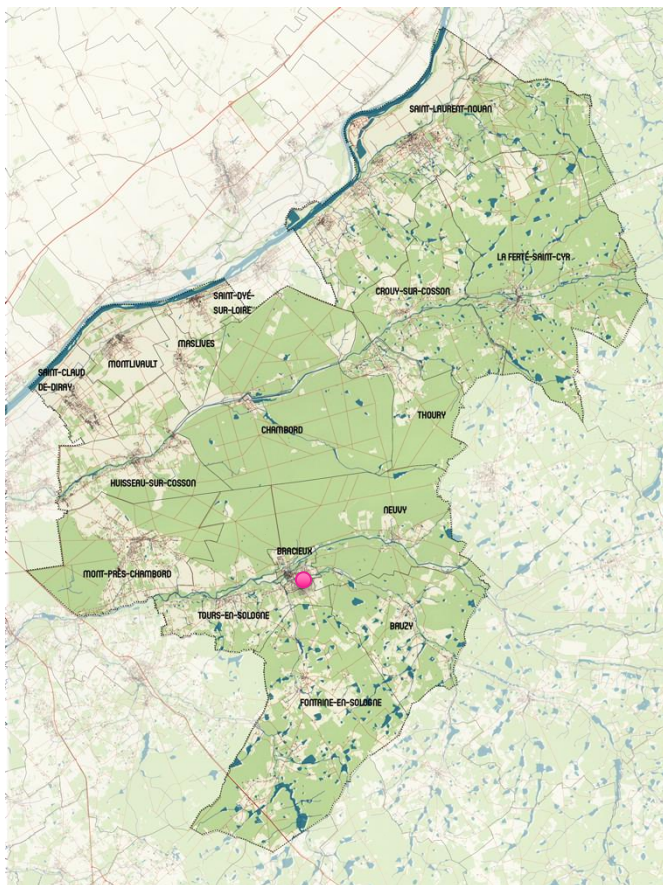 SAINT-LAURENT-NOUAN
LA FERTÉ-SAINT-CYR
CROUY-SUR-COSSON
SAINT-DYÉ-
SUR-LOIRE
MASLIVES
MONTLIVAULT
SAINT-CLAUD
DE-DIRAY
THOURY
CHAMBORD
HUISSEAU-SUR-COSSON
NEUVY
BRACIEUX
MONT-PRÈS-CHAMBORD
TOURS-EN-SOLOGNE
BAUZY
FONTAINE-EN-SOLOGNE